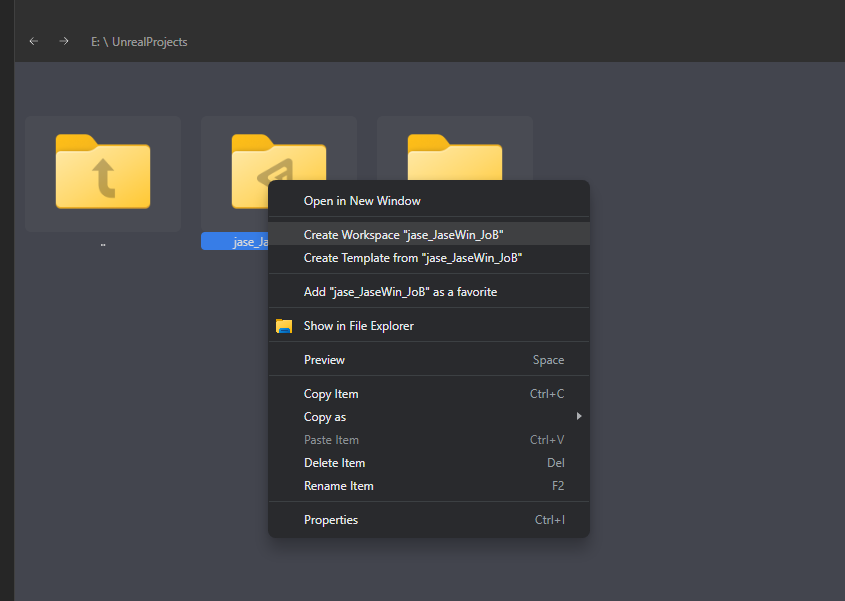 E: \ UnrealProjects
..
jase_Ja
Open in New Window
Create Workspace "jase_JaseWin_JoB"
Create Template from "jase_JaseWin_JoB"
Add "jase_JaseWin_JoB" as a favorite
Show in File Explorer
Preview Space
Copy Item Ctrl+C
Copy as
Paste Item Ctrl+V
Delete Item Del
Rename Item F2
Properties Ctrl+I